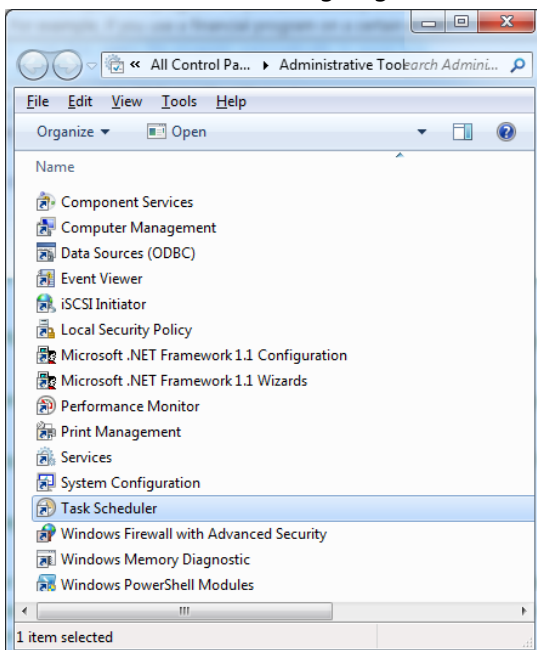 « All Control Pa... ▸ Administrative Tools
earch Admini...
File Edit View Tools Help
Organize Open
Name
Component Services
Computer Management
Data Sources (ODBC)
Event Viewer
iSCSI Initiator
Local Security Policy
Microsoft .NET Framework 1.1 Configuration
Microsoft .NET Framework 1.1 Wizards
Performance Monitor
Print Management
Services
System Configuration
Task Scheduler
Windows Firewall with Advanced Security
Windows Memory Diagnostic
Windows PowerShell Modules
1 item selected